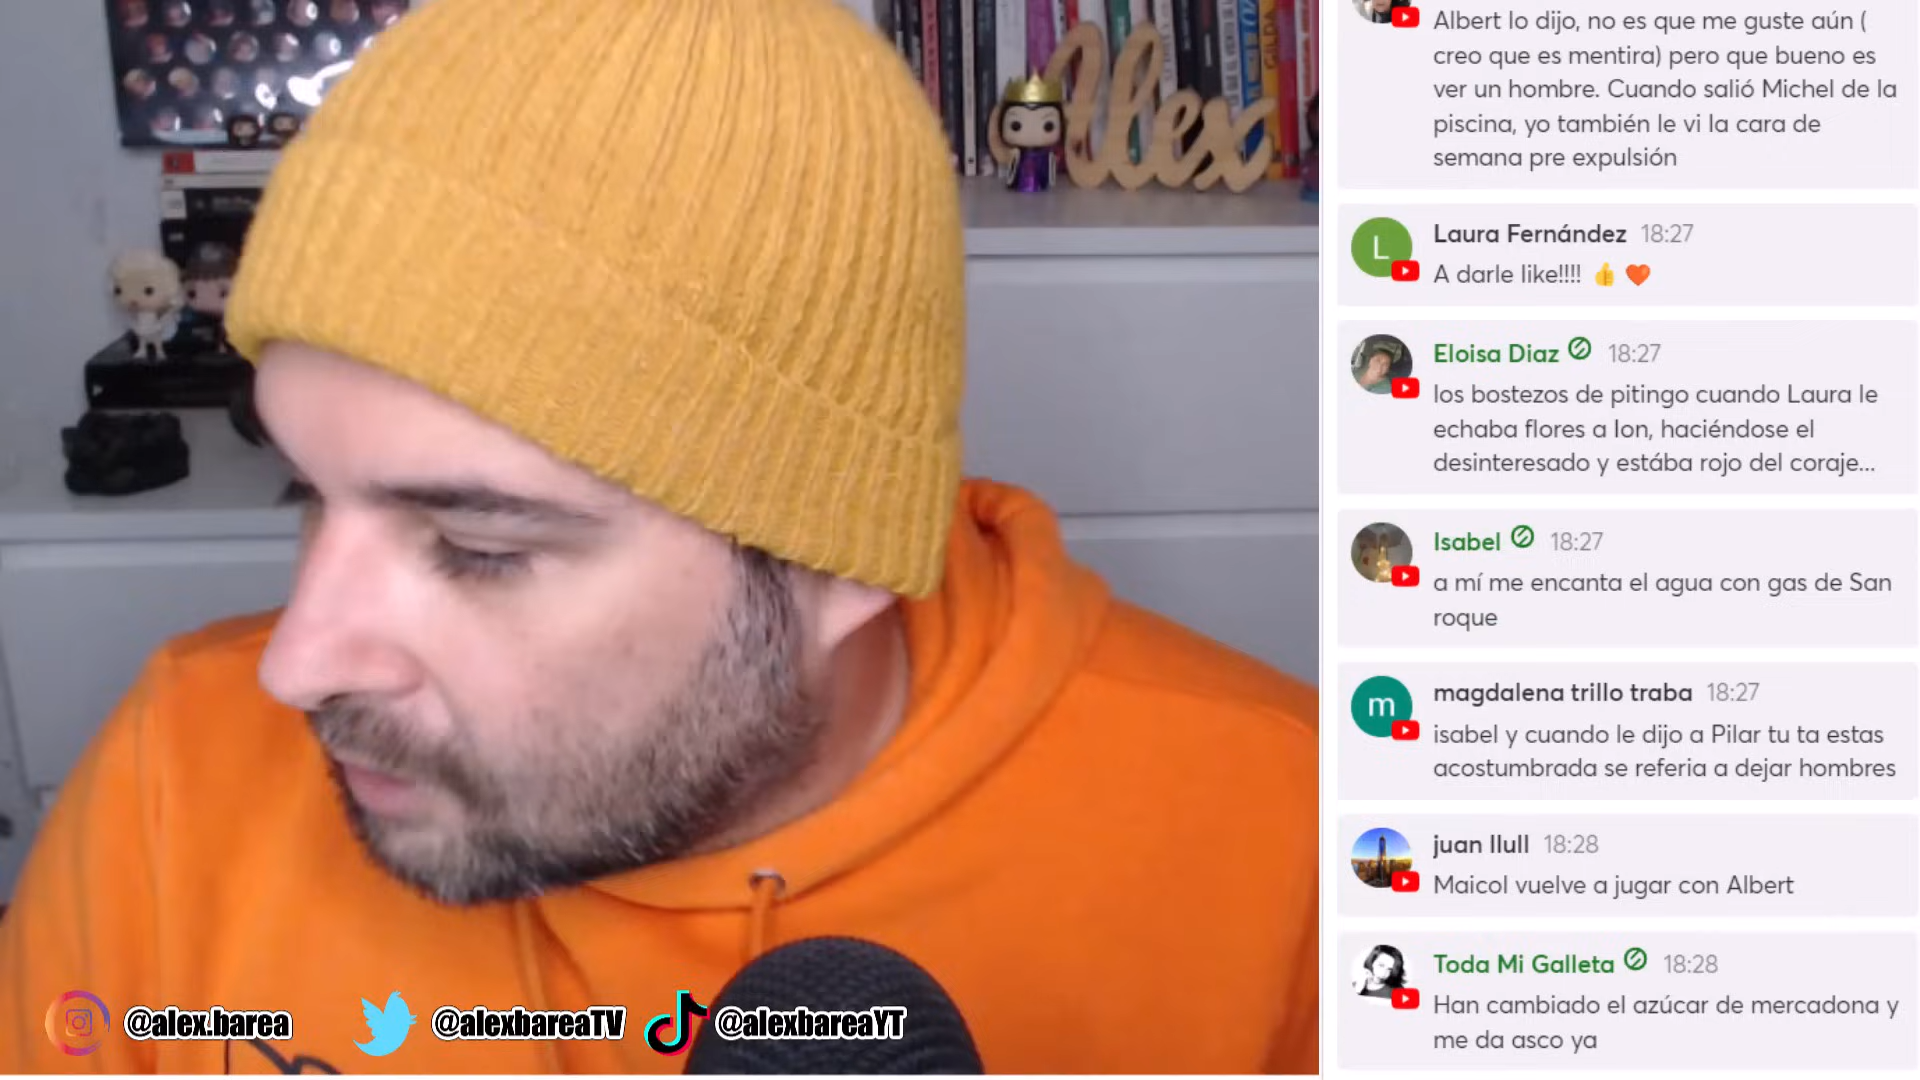 Alex
Albert lo dijo, no es que me guste aún (
creo que es mentira) pero que bueno es
ver un hombre. Cuando salió Michel de la
piscina, yo también le vi la cara de
semana pre expulsión
L
Laura Fernández 18:27
A darle like!!!! 👍 🧡
Eloisa Diaz 18:27
los bostezos de pitingo cuando Laura le
echaba flores a Ion, haciéndose el
desinteresado y estába rojo del coraje...
Isabel 18:27
a mí me encanta el agua con gas de San
roque
m
magdalena trillo traba 18:27
isabel y cuando le dijo a Pilar tu ta estas
acostumbrada se referia a dejar hombres
juan llull 18:28
Maicol vuelve a jugar con Albert
Toda Mi Galleta 18:28
Han cambiado el azúcar de mercadona y
me da asco ya
@alex.barea @alexbareaTV @alexbareaYT